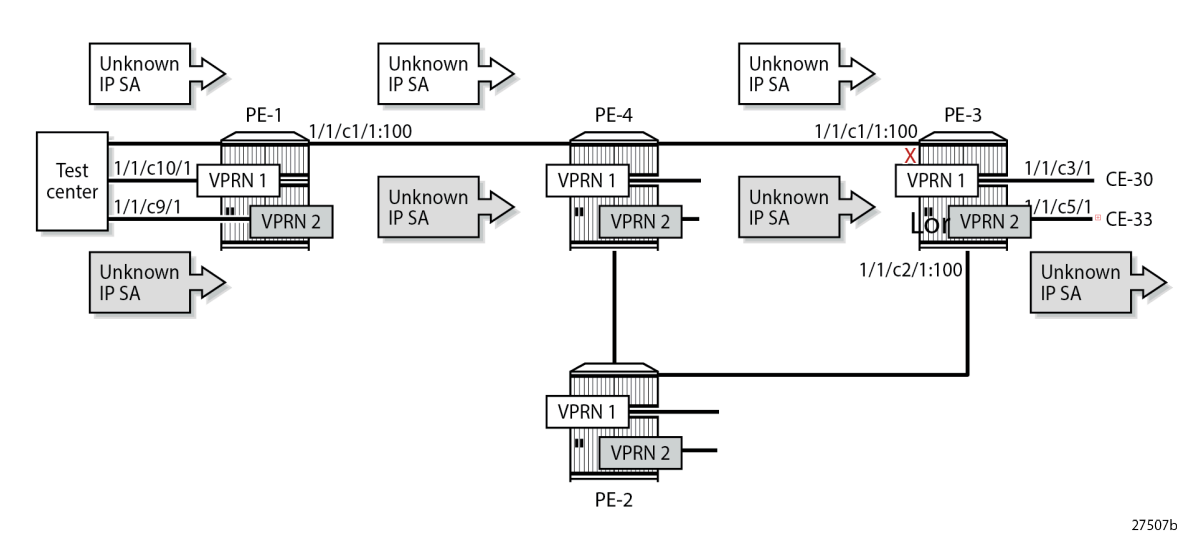 Unknown
IP SA
Unknown
IP SA
Unknown
IP SA
PE-1
PE-4
PE-3
1/1/c1/1:100
1/1/c1/1:100
Test
center
1/1/c10/1
X
1/1/c3/1
VPRN 1
VPRN 1
VPRN 1
CE-30
Unknown
IP SA
Unknown
IP SA
1/1/c9/1
VPRN 2
VPRN 2
Lor
VPRN 2
1/1/c5/1
CE-33
Unknown
IP SA
1/1/c2/1:100
Unknown
IP SA
VPRN 1
VPRN 2
PE-2
27507b